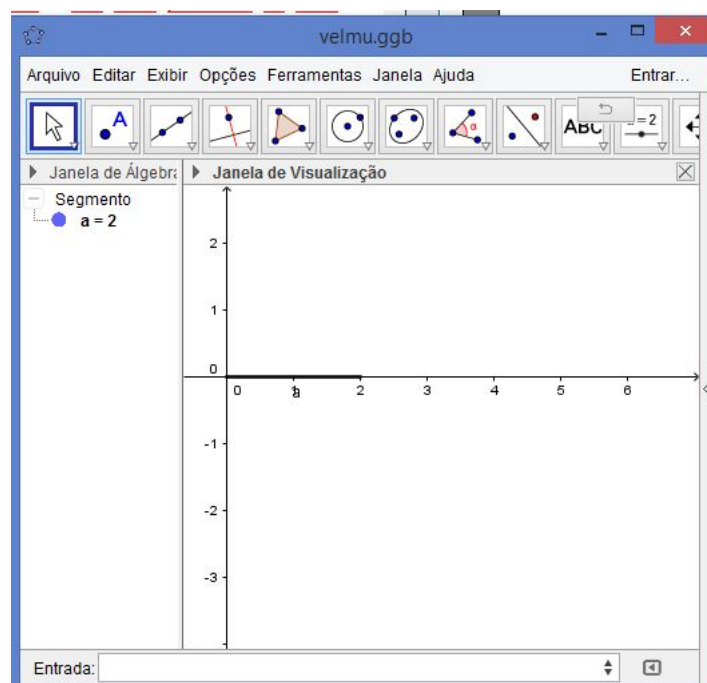 velmu.ggb
Arquivo Editar Exibir Opções Ferramentas Janela Ajuda Entrar...
A α ABC =2
Janela de Álgebra Janela de Visualização
Segmento
a = 2
2
1
0
0 1 2 3 4 5 6
a
-1
-2
-3
Entrada: